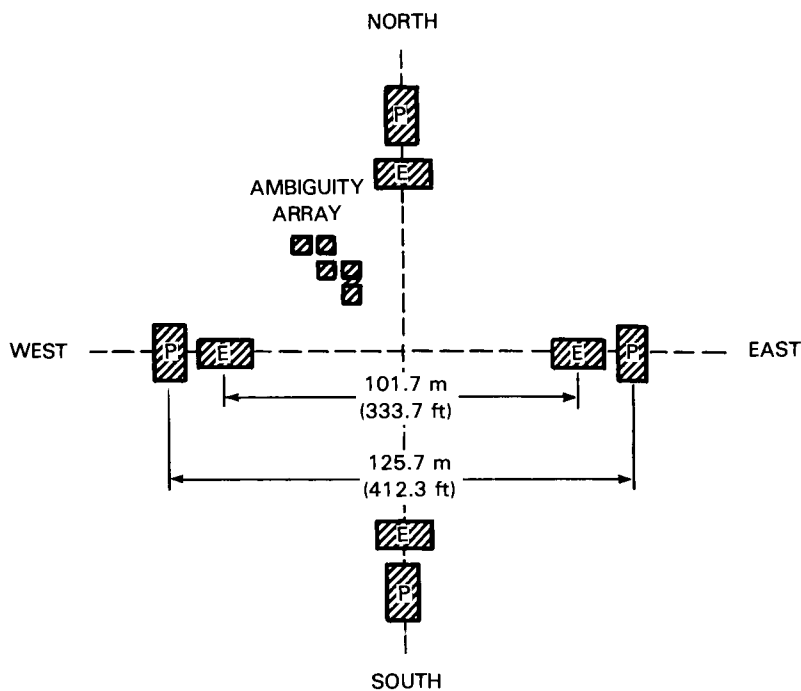 NORTH
P
E
AMBIGUITY
ARRAY
WEST
P
E
E
P
EAST
101.7 m
(333.7 ft)
125.7 m
(412.3 ft)
E
P
SOUTH